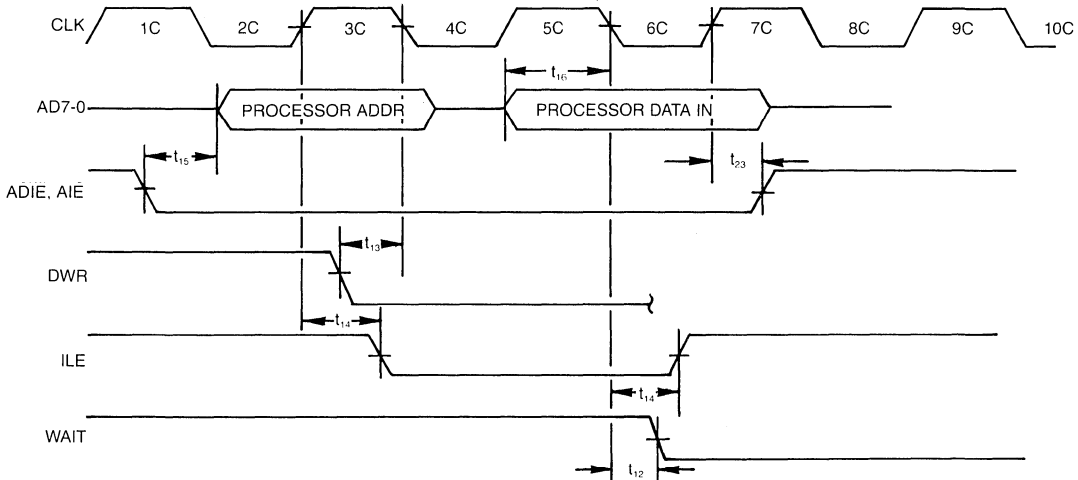 CLK 1C 2C 3C 4C 5C 6C 7C 8C 9C 10C
t16
AD7-0 PROCESSOR ADDR PROCESSOR DATA IN
t15 t23
ADIE, AIE
t13
DWR
t14
ILE
t14
WAIT
t12